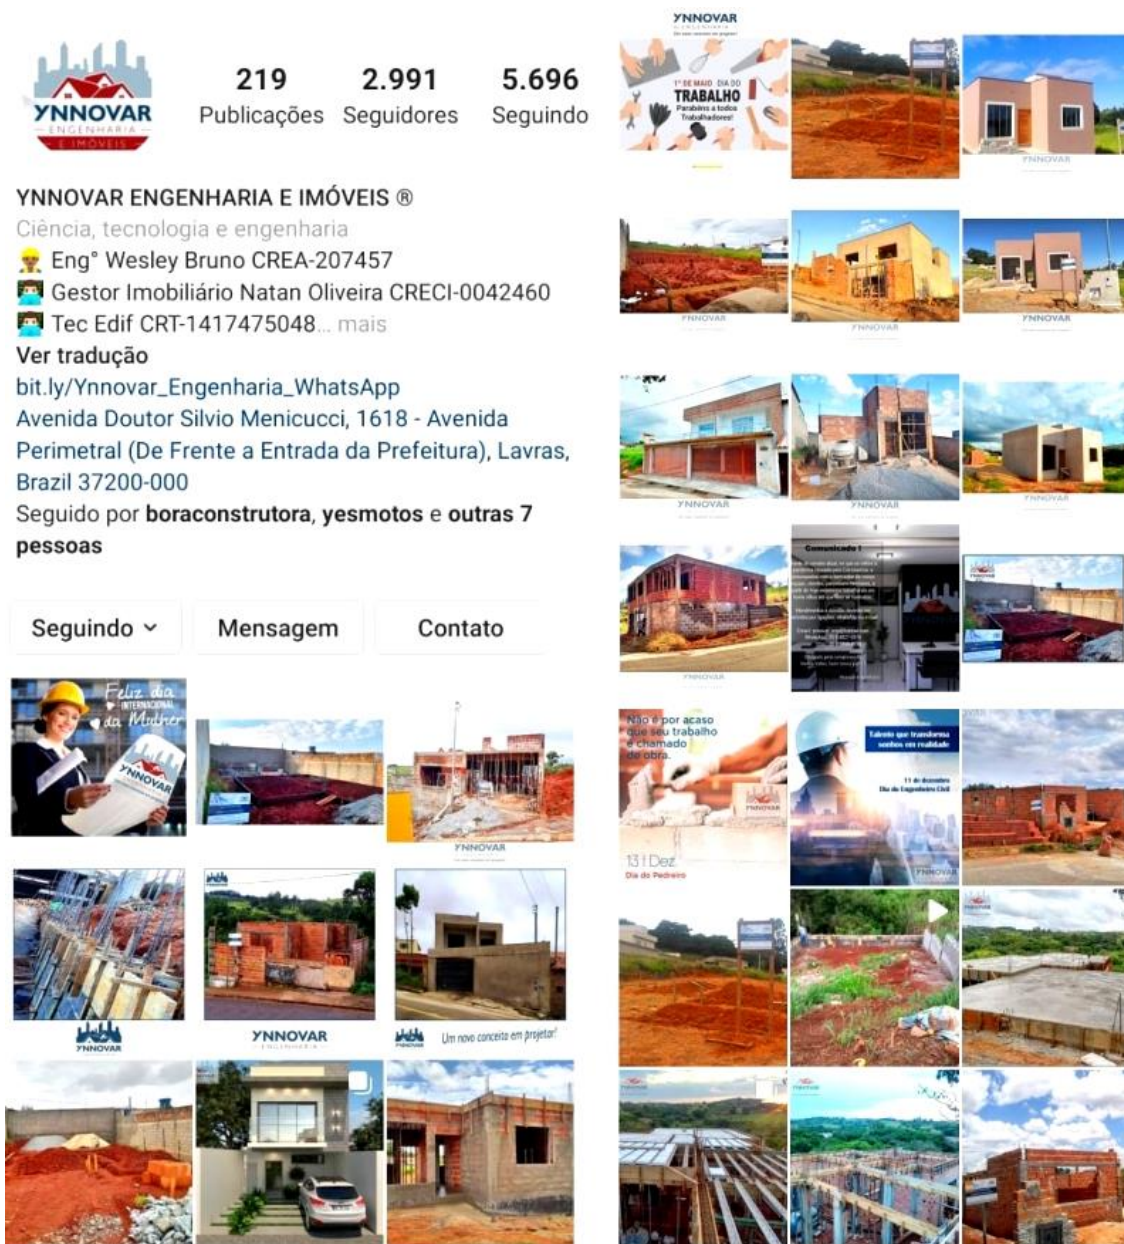 YNNOVAR
ENGENHARIA
E IMÓVEIS
219
Publicações
2.991
Seguidores
5.696
Seguindo
YNNOVAR ENGENHARIA E IMÓVEIS ®
Ciência, tecnologia e engenharia
Eng° Wesley Bruno CREA-207457
Gestor Imobiliário Natan Oliveira CRECI-0042460
Tec Edif CRT-1417475048... mais
Ver tradução
bit.ly/Ynnovar_Engenharia_WhatsApp
Avenida Doutor Silvio Menicucci, 1618 - Avenida
Perimetral (De Frente a Entrada da Prefeitura), Lavras,
Brazil 37200-000
Seguido por boraconstrutora, yesmotos e outras 7
pessoas
Seguindo
Mensagem
Contato
Feliz dia
INTERNACIONAL
da Mulher
YNNOVAR
YNNOVAR
YNNOVAR
YNNOVAR
ENGENHARIA
Um novo conceito em projetar!
YNNOVAR
ENGENHARIA
1º DE MAIO DIA DO
TRABALHO
Parabéns a todos
Trabalhadores!
YNNOVAR
YNNOVAR
YNNOVAR
YNNOVAR
YNNOVAR
YNNOVAR
YNNOVAR
Comunicado !
YNNOVAR
Não é por acaso
que seu trabalho
é chamado
de obra.
YNNOVAR
13 | Dez
Dia do Pedreiro
Talento que transforma
sonhos em realidade
11 de dezembro
Dia do Engenheiro Civil
YNNOVAR